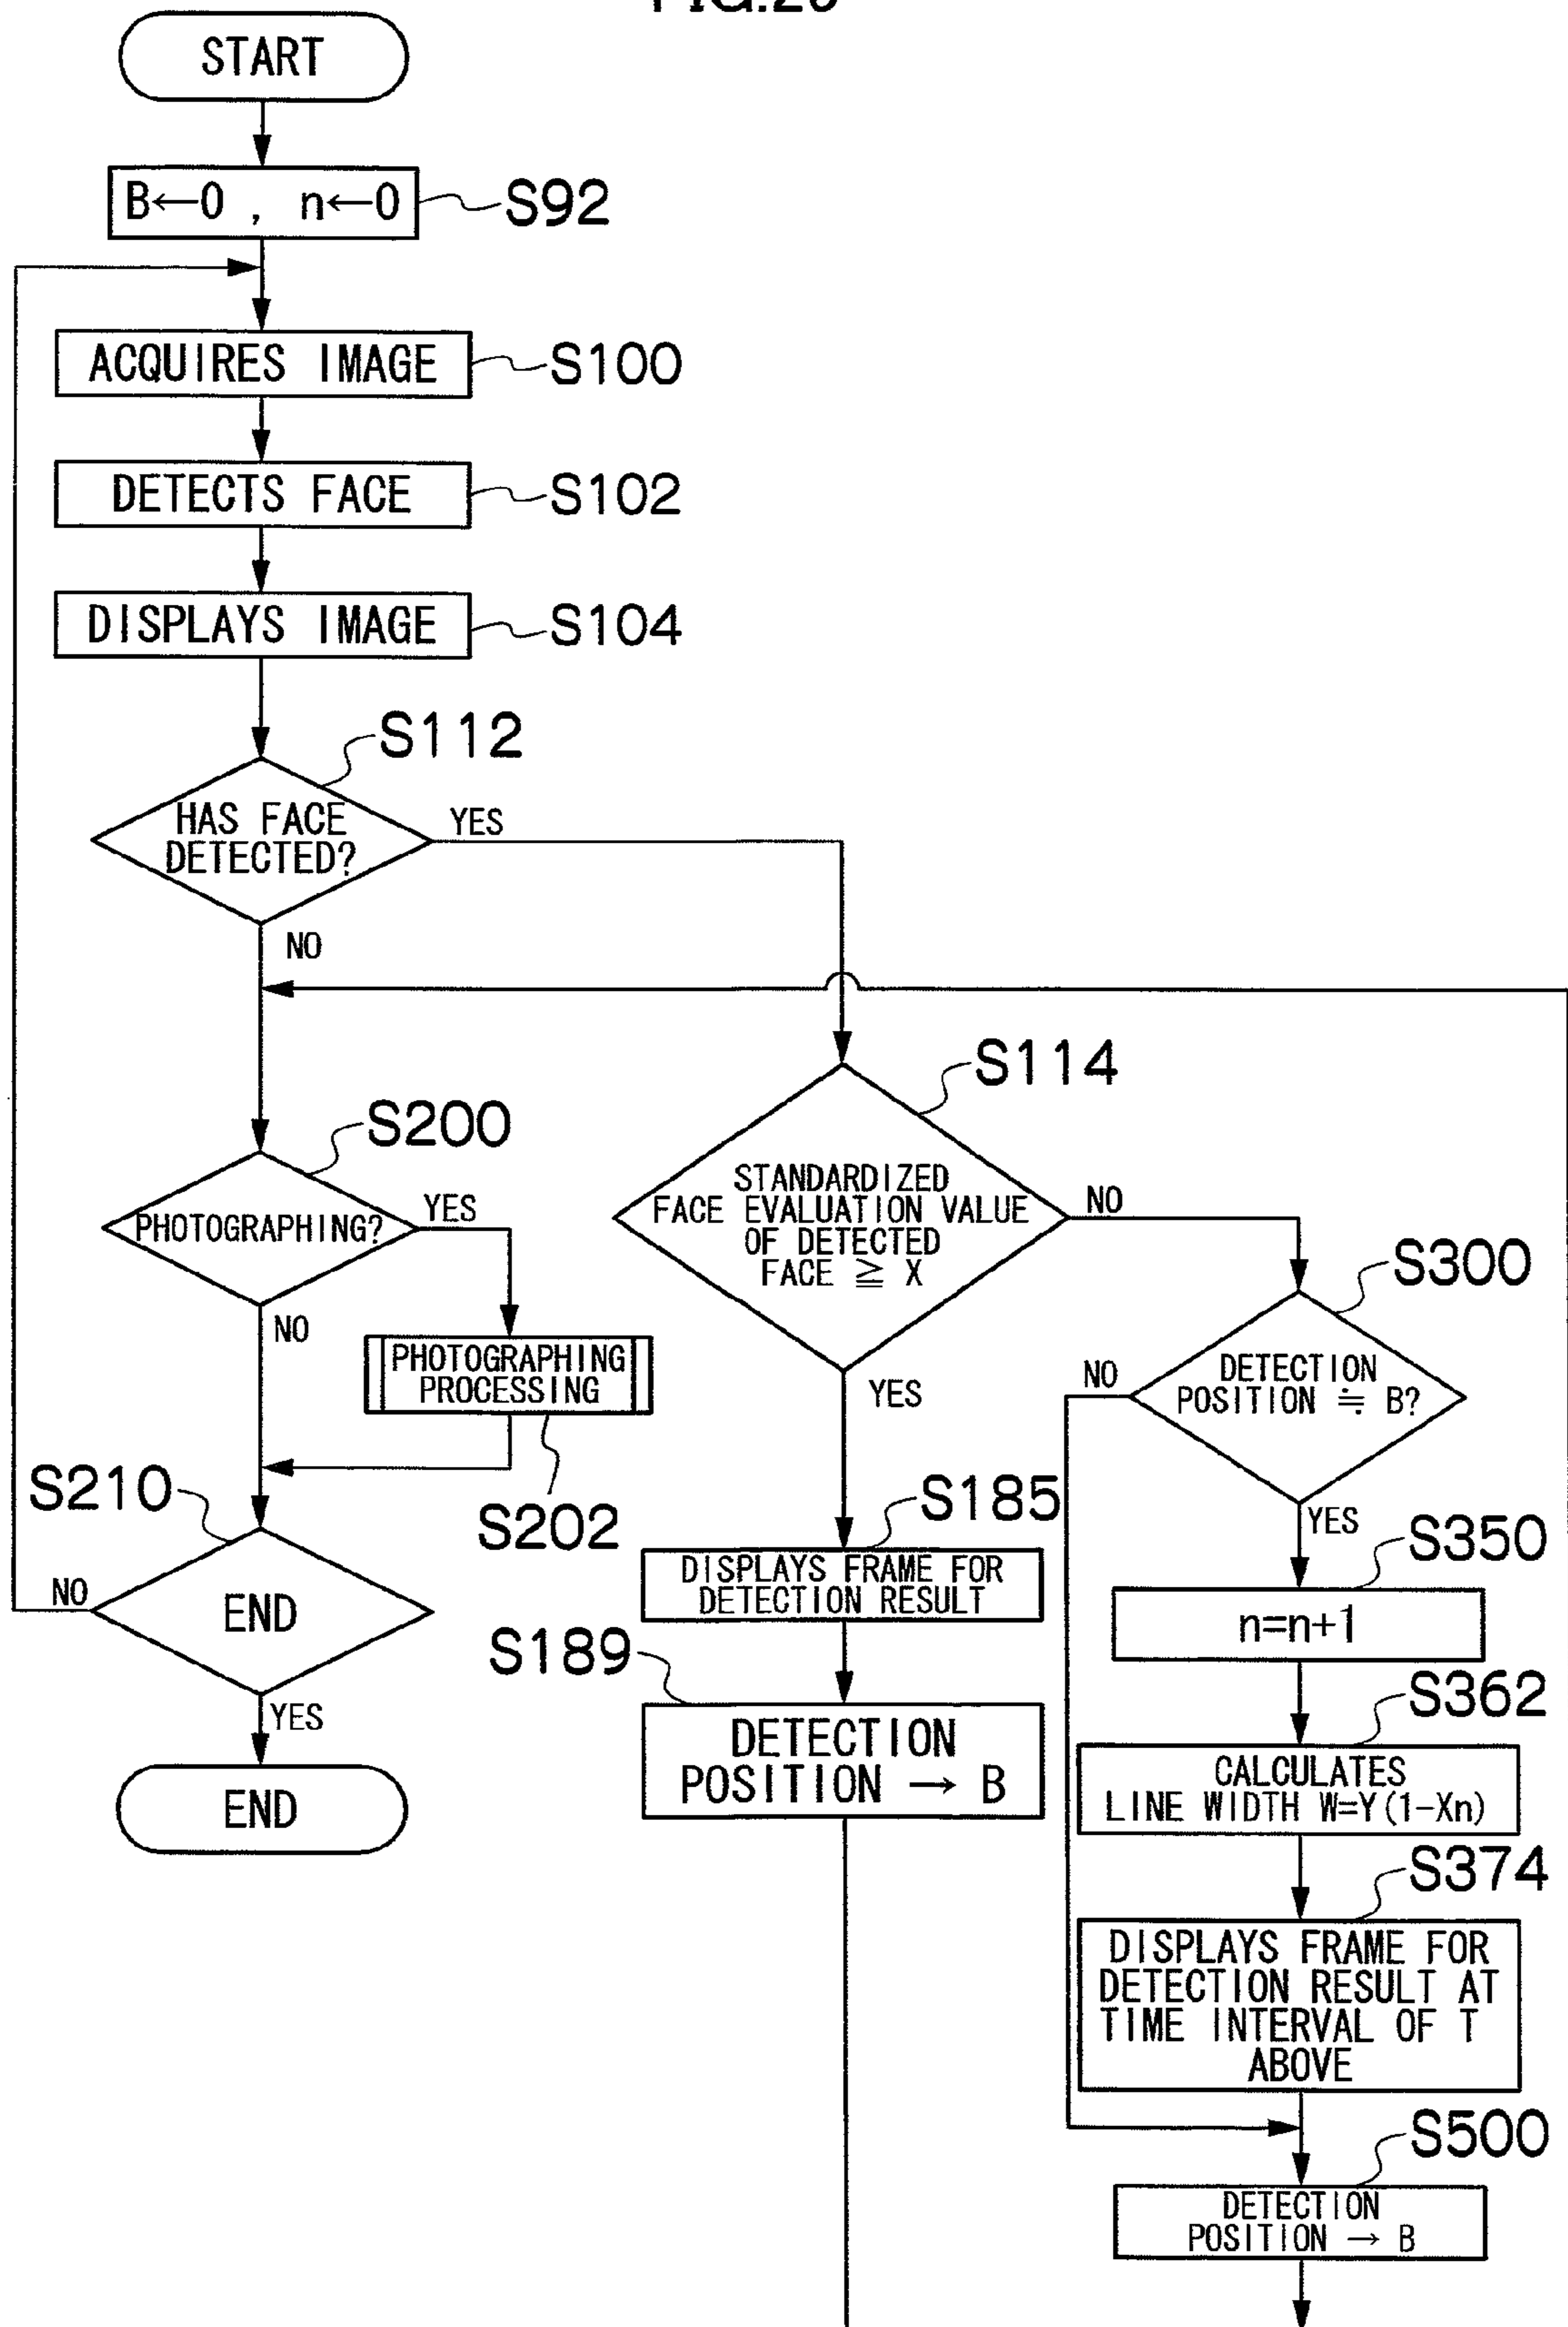 START
B←0 , n←0
S92
ACQUIRES IMAGE
S100
DETECTS FACE
S102
DISPLAYS IMAGE
S104
S112
HAS FACE
DETECTED?
YES
NO
S114
STANDARDIZED
FACE EVALUATION VALUE
OF DETECTED
FACE ≧ X
NO
YES
S200
PHOTOGRAPHING?
YES
NO
PHOTOGRAPHING
PROCESSING
S202
S210
END
NO
YES
END
S185
DISPLAYS FRAME FOR
DETECTION RESULT
S189
DETECTION
POSITION → B
S300
DETECTION
POSITION ≒ B?
NO
YES
S350
n=n+1
S362
CALCULATES
LINE WIDTH W=Y(1-Xn)
S374
DISPLAYS FRAME FOR
DETECTION RESULT AT
TIME INTERVAL OF T
ABOVE
S500
DETECTION
POSITION → B